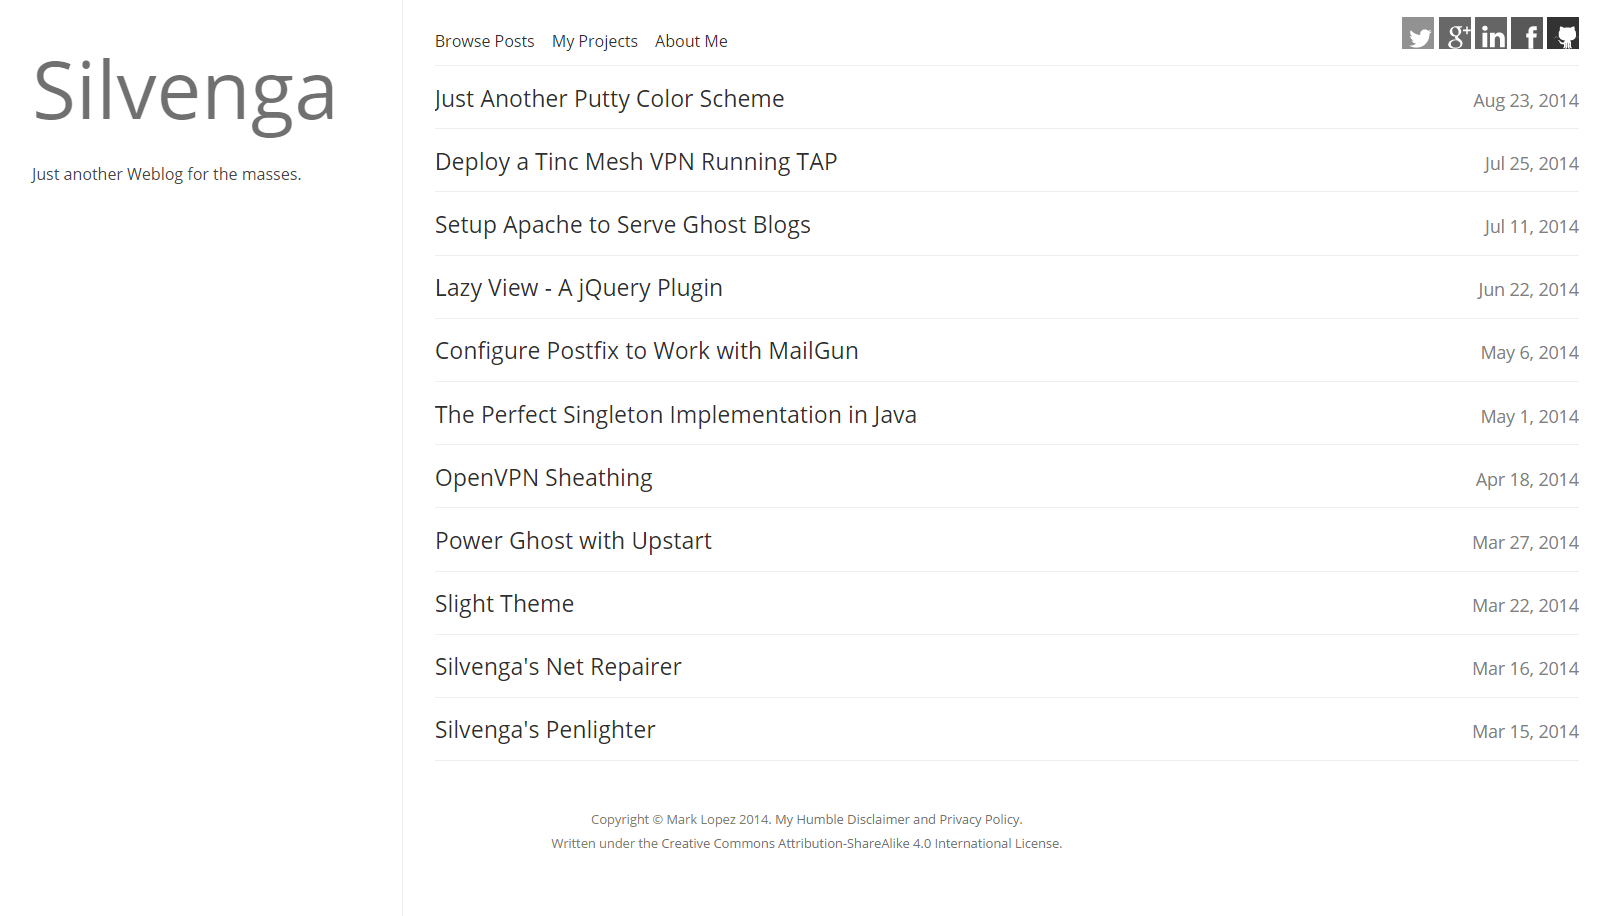 Silvenga
Just another Weblog for the masses.
Browse Posts My Projects About Me
Just Another Putty Color Scheme Aug 23, 2014
Deploy a Tinc Mesh VPN Running TAP Jul 25, 2014
Setup Apache to Serve Ghost Blogs Jul 11, 2014
Lazy View - A jQuery Plugin Jun 22, 2014
Configure Postfix to Work with MailGun May 6, 2014
The Perfect Singleton Implementation in Java May 1, 2014
OpenVPN Sheathing Apr 18, 2014
Power Ghost with Upstart Mar 27, 2014
Slight Theme Mar 22, 2014
Silvenga's Net Repairer Mar 16, 2014
Silvenga's Penlighter Mar 15, 2014
Copyright © Mark Lopez 2014. My Humble Disclaimer and Privacy Policy.
Written under the Creative Commons Attribution-ShareAlike 4.0 International License.